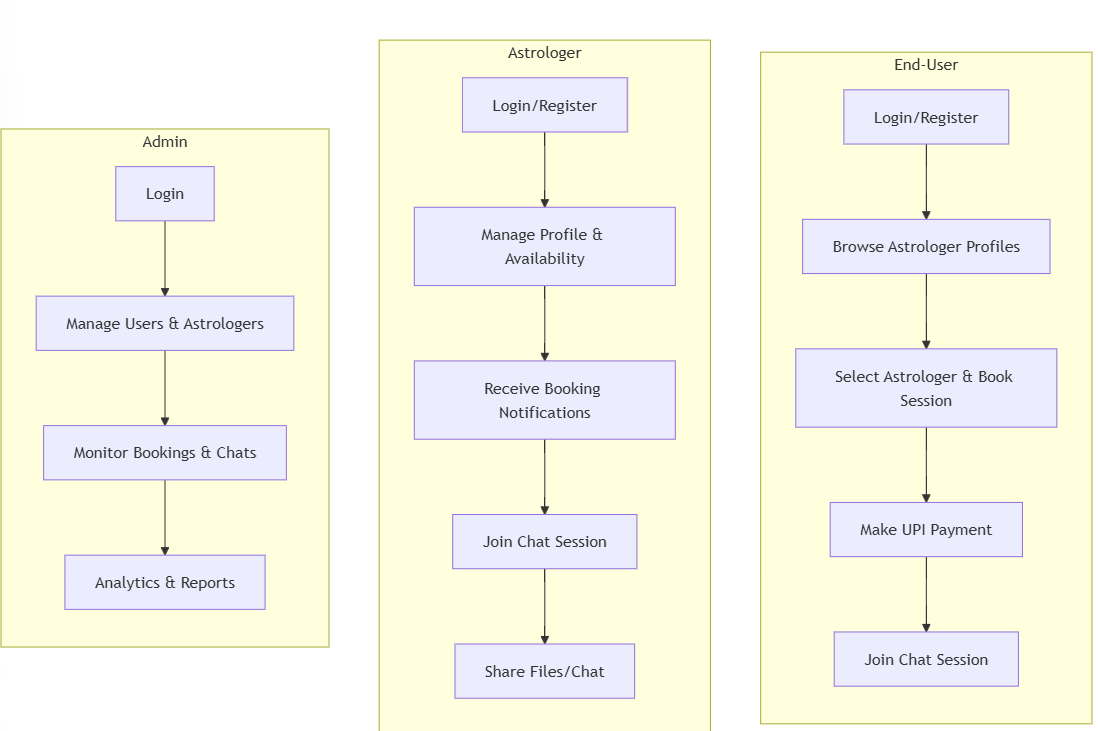 Admin
Login
Manage Users & Astrologers
Monitor Bookings & Chats
Analytics & Reports
Astrologer
Login/Register
Manage Profile &
Availability
Receive Booking
Notifications
Join Chat Session
Share Files/Chat
End-User
Login/Register
Browse Astrologer Profiles
Select Astrologer & Book
Session
Make UPI Payment
Join Chat Session